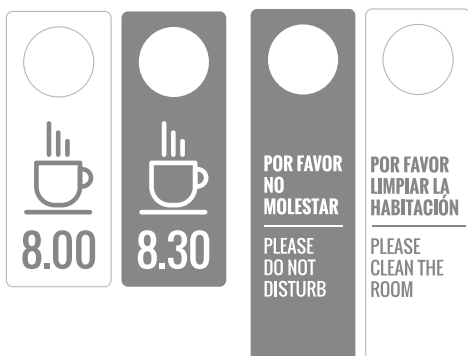 8.00
8.30
POR FAVOR
NO
MOLESTAR
PLEASE
DO NOT
DISTURB
POR FAVOR
LIMPIAR LA
HABITACIÓN
PLEASE
CLEAN THE
ROOM